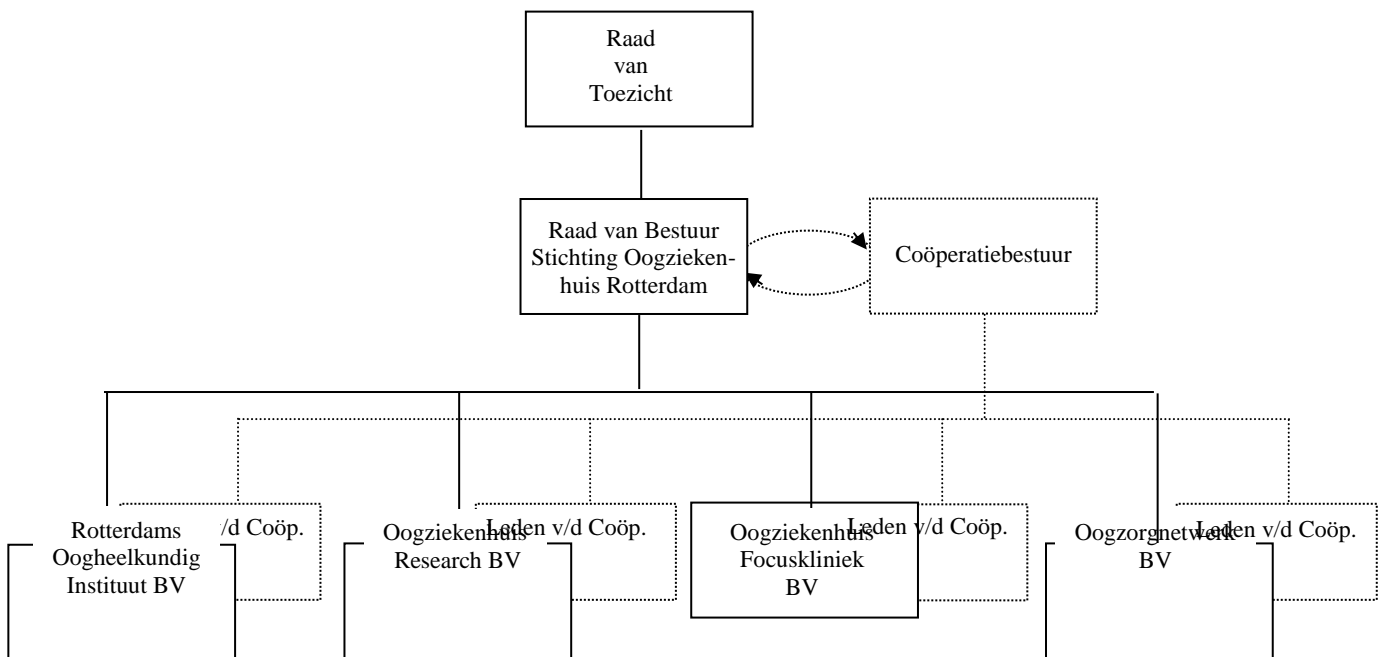 Raad
van
Toezicht
Raad van Bestuur
Stichting Oogzieken-
huis Rotterdam
Coöperatiebestuur
Rotterdams
Oogheelkundig
Instituut BV
v/d Coöp.
Oogziekenhuis
Research BV
Leden v/d Coöp.
Oogziekenhuis
Focuskliniek
BV
Leden v/d Coöp.
Oogzorgnetwerk
BV
Leden v/d Coöp.